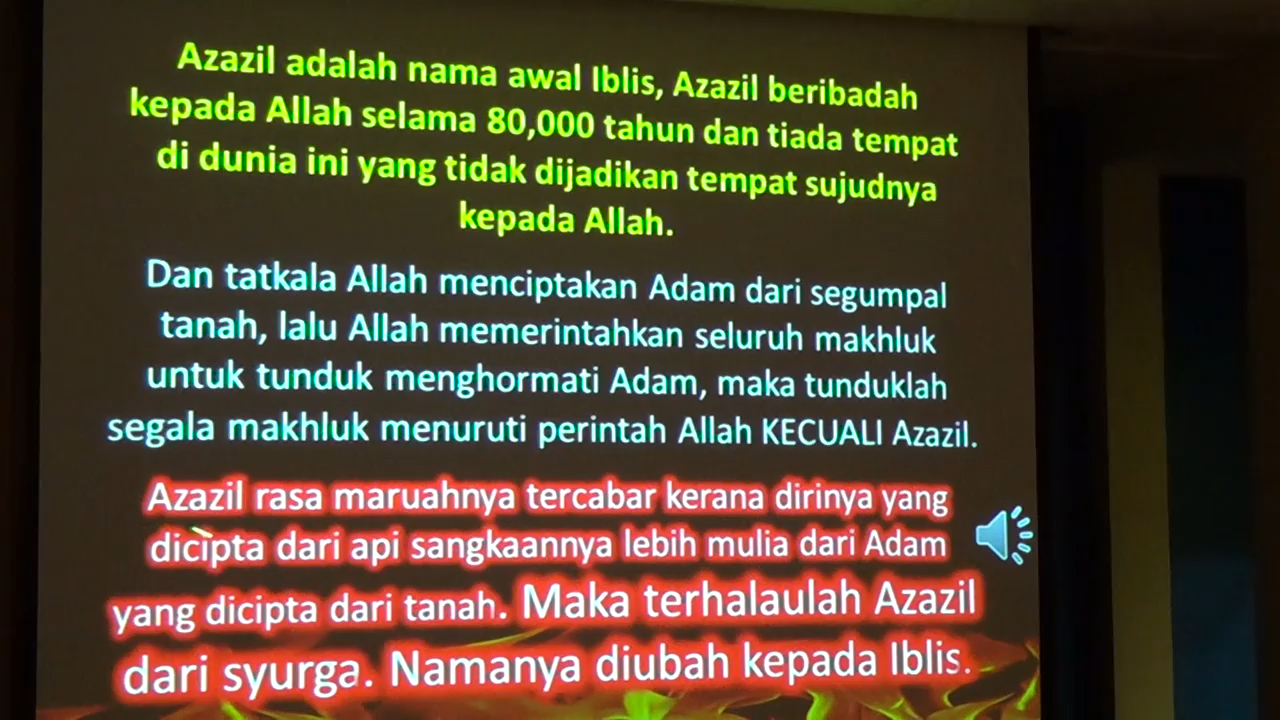 Azazil adalah nama awal Iblis, Azazil beribadah
kepada Allah selama 80,000 tahun dan tiada tempat
di dunia ini yang tidak dijadikan tempat sujudnya
kepada Allah.
Dan tatkala Allah menciptakan Adam dari segumpal
tanah, lalu Allah memerintahkan seluruh makhluk
untuk tunduk menghormati Adam, maka tunduklah
segala makhluk menuruti perintah Allah KECUALI Azazil.
Azazil rasa maruahnya tercabar kerana dirinya yang
dicipta dari api sangkaannya lebih mulia dari Adam
yang dicipta dari tanah. Maka terhalaulah Azazil
dari syurga. Namanya diubah kepada Iblis.